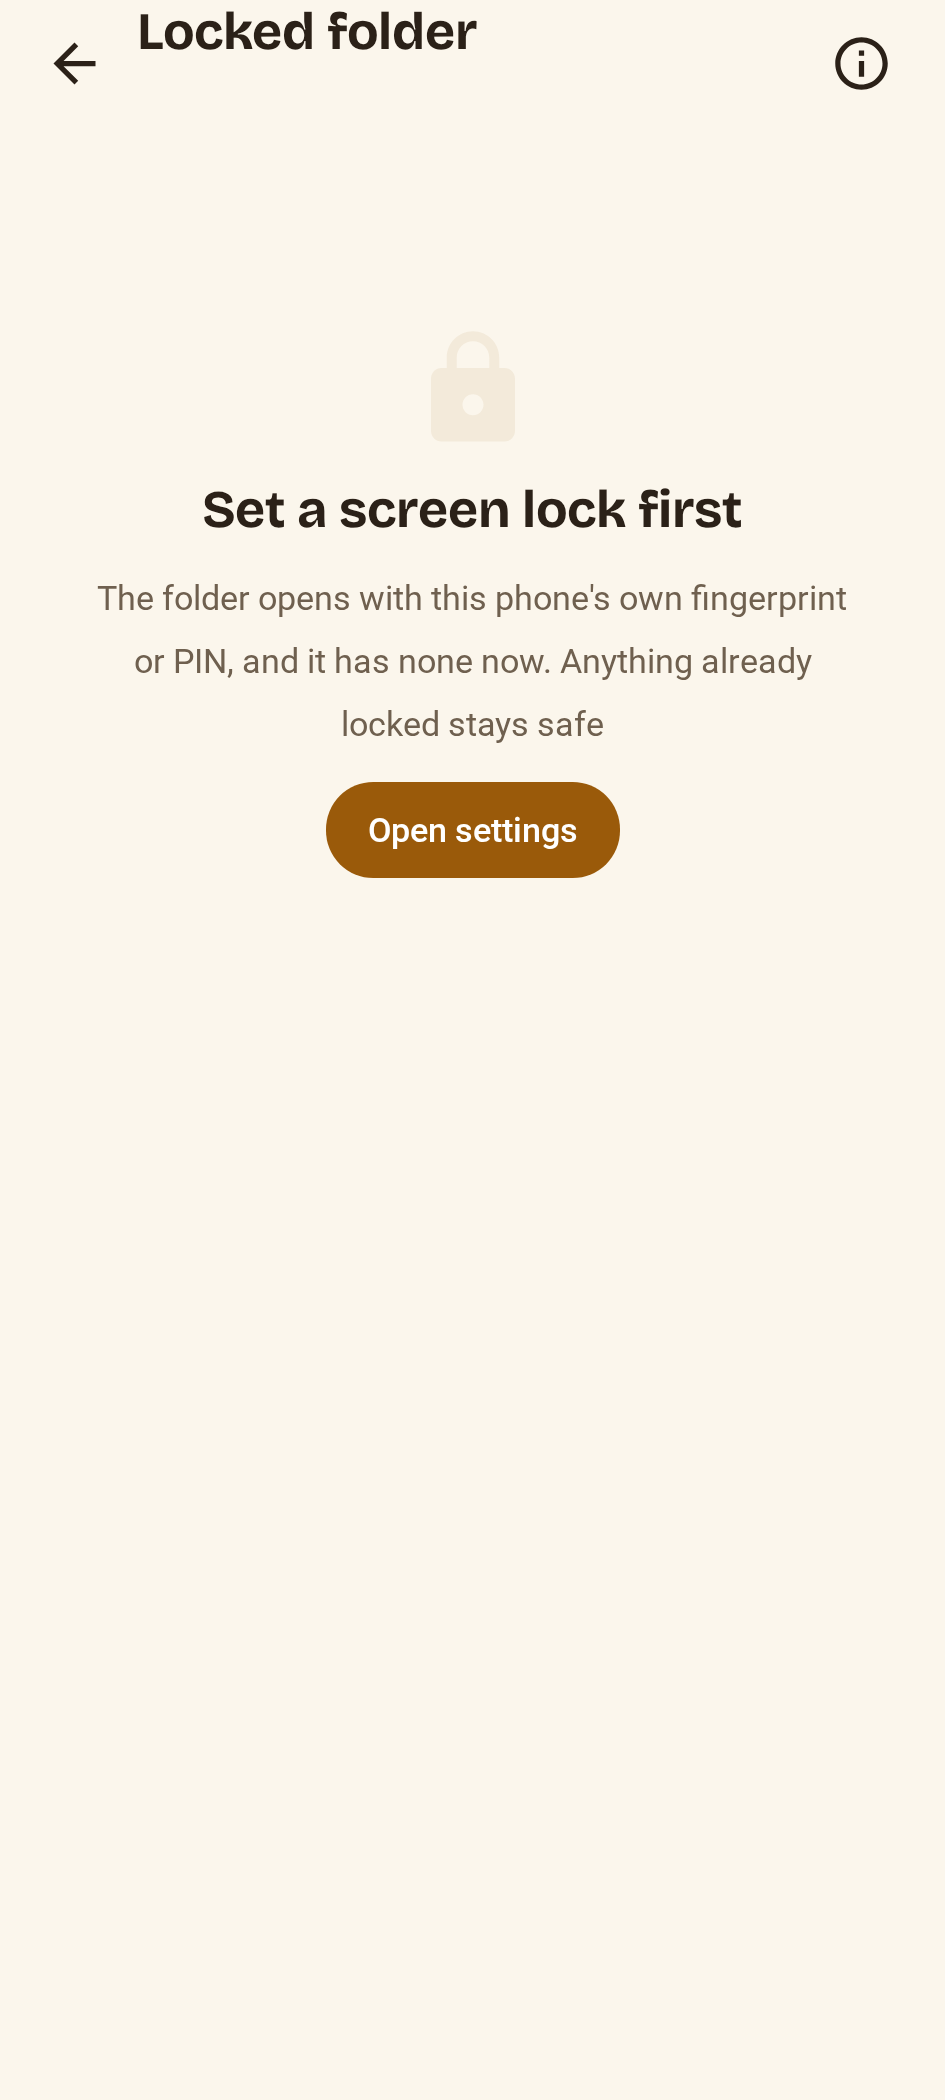 Locked folder
Set a screen lock first
The folder opens with this phone's own fingerprint
or PIN, and it has none now. Anything already
locked stays safe
Open settings